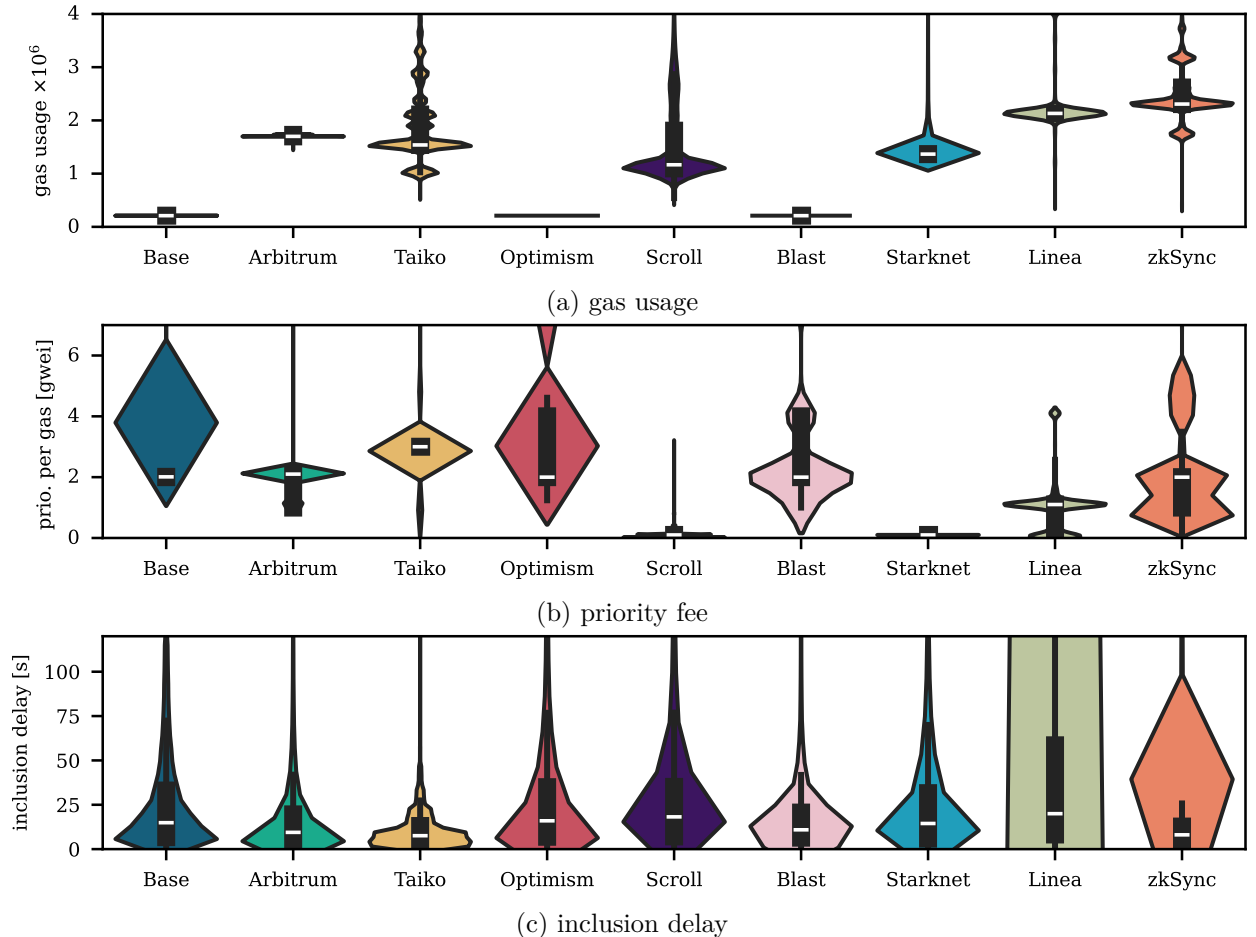 gas usage ×10⁶
4
3
2
1
0
Base Arbitrum Taiko Optimism Scroll Blast Starknet Linea zkSync
(a) gas usage
prio. per gas [gwei]
6
4
2
0
Base Arbitrum Taiko Optimism Scroll Blast Starknet Linea zkSync
(b) priority fee
inclusion delay [s]
100
75
50
25
0
Base Arbitrum Taiko Optimism Scroll Blast Starknet Linea zkSync
(c) inclusion delay